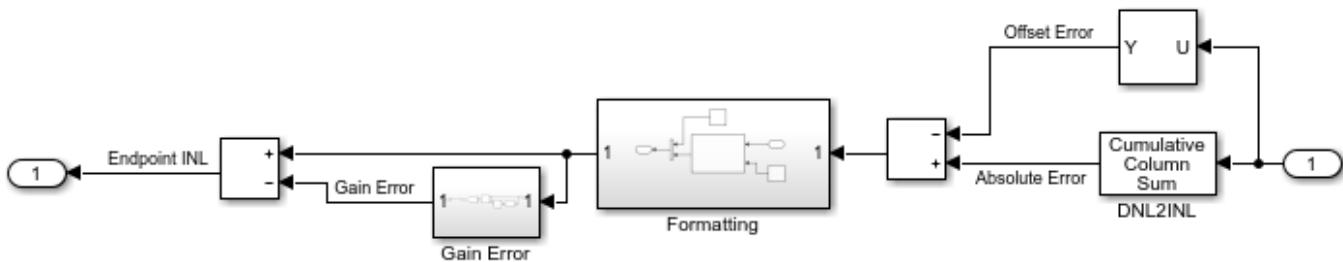 Offset Error
Y U
1
Endpoint INL
+
−
Gain Error
1 1
Gain Error
1 1
Formatting
−
+
Absolute Error
Cumulative
Column
Sum
DNL2INL
1